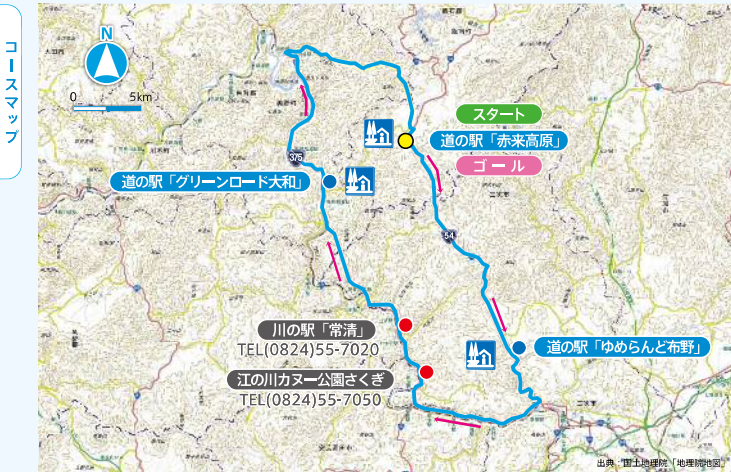 コースマップ
N
0 5km
スタート
道の駅「赤来高原」
ゴール
375
道の駅「グリーンロード大和」
54
川の駅「常清」
TEL(0824)55-7020
道の駅「ゆめらんど布野」
江の川カヌー公園さくぎ
TEL(0824)55-7050
出典:国土地理院「地理院地図」